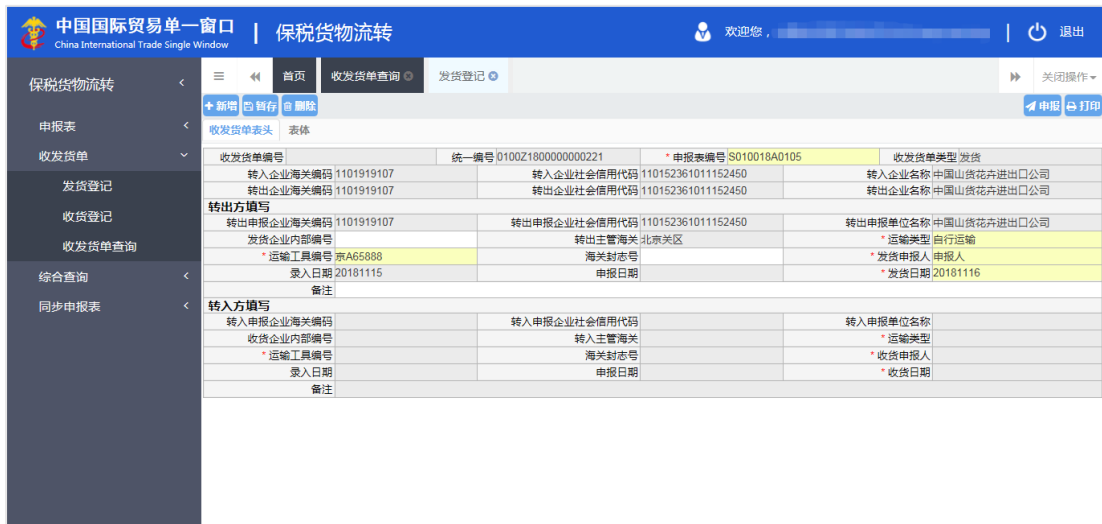 中国国际贸易单一窗口 | 保税货物流转 欢迎您， | 退出
China International Trade Single Window
保税货物流转 首页 收发货单查询 发货登记 关闭操作
新增 暂存 删除 申报 打印
申报表 收发货单表头 表体
收发货单
发货登记
收货登记
收发货单查询
综合查询
同步申报表
收发货单编号 统一编号 0100Z1800000000221 * 申报表编号 S010018A0105 收发货单类型 发货
转入企业海关编码 1101919107 转入企业社会信用代码 110152361011152450 转入企业名称 中国山货花卉进出口公司
转出企业海关编码 1101919107 转出企业社会信用代码 110152361011152450 转出企业名称 中国山货花卉进出口公司
转出方填写
转出申报企业海关编码 1101919107 转出申报企业社会信用代码 110152361011152450 转出申报单位名称 中国山货花卉进出口公司
发货企业内部编号 转出主管海关 北京关区 * 运输类型 自行运输
* 运输工具编号 京A65888 海关封志号 * 发货申报人 申报人
录入日期 20181115 申报日期 * 发货日期 20181116
备注
转入方填写
转入申报企业海关编码 转入申报企业社会信用代码 转入申报单位名称
收货企业内部编号 转入主管海关 * 运输类型
* 运输工具编号 海关封志号 * 收货申报人
录入日期 申报日期 * 收货日期
备注